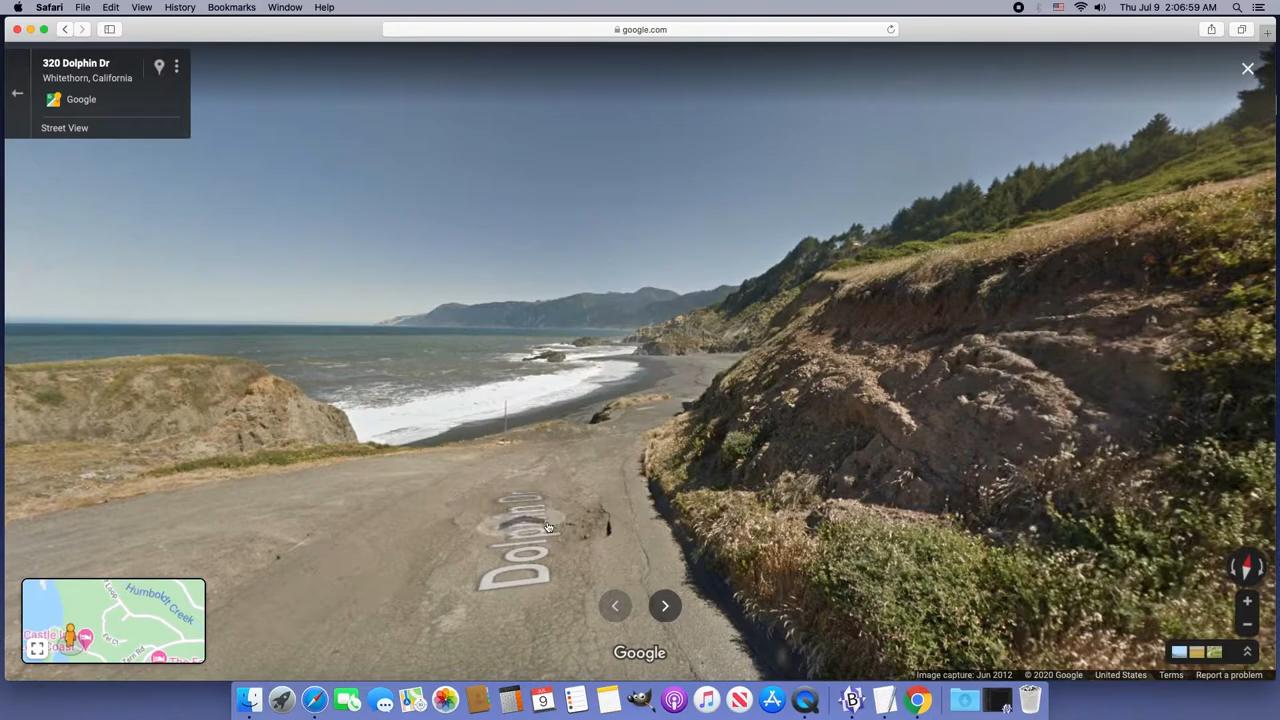 Safari File Edit View History Bookmarks Window Help Thu Jul 9 2:06:59 AM
google.com
320 Dolphin Dr
Whitethorn, California
Google
Street View
Dolphin Dr
Humboldt Creek
Google
Image capture: Jun 2012 © 2020 Google United States Terms Report a problem